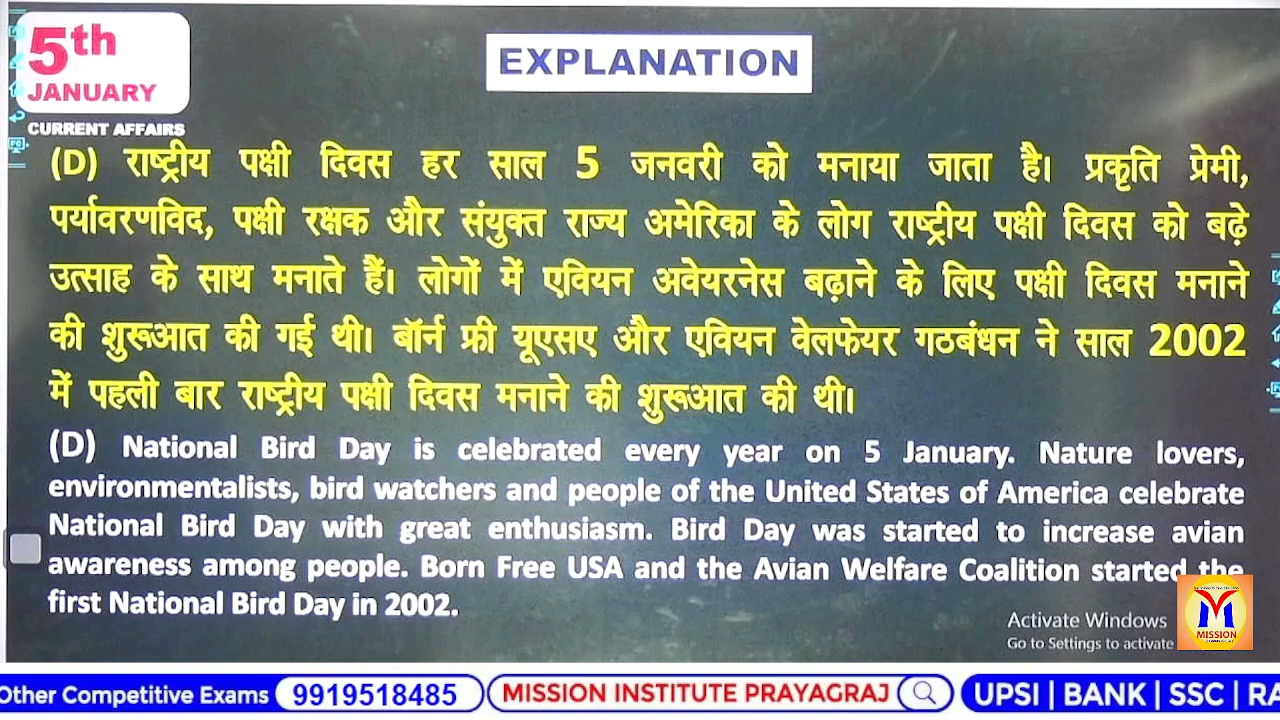 5th
JANUARY
CURRENT AFFAIRS
EXPLANATION
(D) राष्ट्रीय पक्षी दिवस हर साल 5 जनवरी को मनाया जाता है। प्रकृति प्रेमी,
पर्यावरणविद, पक्षी रक्षक और संयुक्त राज्य अमेरिका के लोग राष्ट्रीय पक्षी दिवस को बढ़े
उत्साह के साथ मनाते हैं। लोगों में एवियन अवेयरनेस बढ़ाने के लिए पक्षी दिवस मनाने
की शुरूआत की गई थी। बॉर्न फ्री यूएसए और एवियन वेलफेयर गठबंधन ने साल 2002
में पहली बार राष्ट्रीय पक्षी दिवस मनाने की शुरूआत की थी।
(D) National Bird Day is celebrated every year on 5 January. Nature lovers,
environmentalists, bird watchers and people of the United States of America celebrate
National Bird Day with great enthusiasm. Bird Day was started to increase avian
awareness among people. Born Free USA and the Avian Welfare Coalition started the
first National Bird Day in 2002.
Activate Windows
Go to Settings to activate
MISSION
Other Competitive Exams 9919518485 MISSION INSTITUTE PRAYAGRAJ UPSI | BANK | SSC | RA